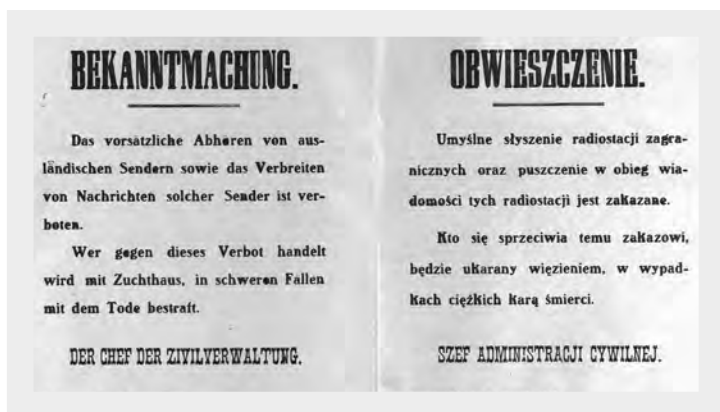 BEKANNTMACHUNG.
Das vorsätzliche Abhören von aus-
ländischen Sendern sowie das Verbreiten
von Nachrichten solcher Sender ist ver-
boten.
Wer gegen dieses Verbot handelt
wird mit Zuchthaus, in schweren Fallen
mit dem Tode bestraft.
DER CHEF DER ZIVILVERWALTUNG.
OBWIESZCZENIE.
Umyślne słyszenie radiostacji zagra-
nicznych oraz puszczenie w obieg wia-
domości tych radiostacji jest zakazane.
Kto się sprzeciwia temu zakazowi,
będzie ukarany więzieniem, w wypad-
kach ciężkich karą śmierci.
SZEF ADMINISTRACJI CYWILNEJ.